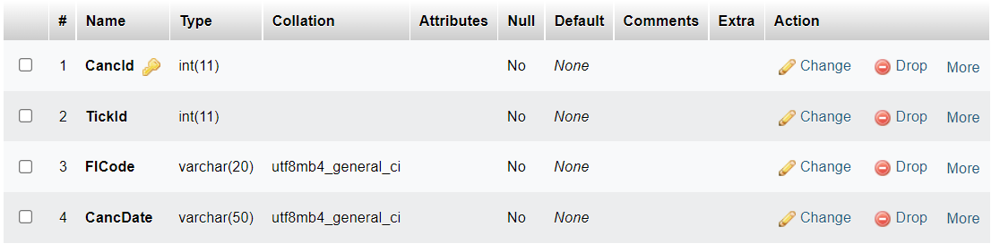 # Name Type Collation Attributes Null Default Comments Extra Action
1 CancId int(11) No None Change Drop More
2 TickId int(11) No None Change Drop More
3 FlCode varchar(20) utf8mb4_general_ci No None Change Drop More
4 CancDate varchar(50) utf8mb4_general_ci No None Change Drop More